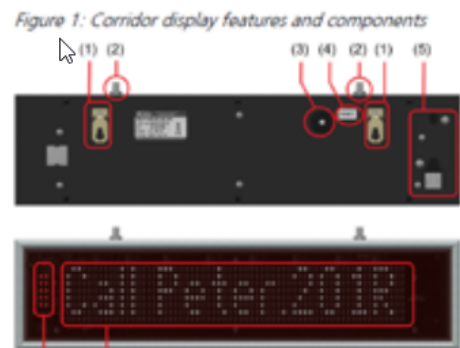 Figure 1: Corridor display features and components
(1) (2) (3) (4) (2) (1) (5)
Call Peter.201R